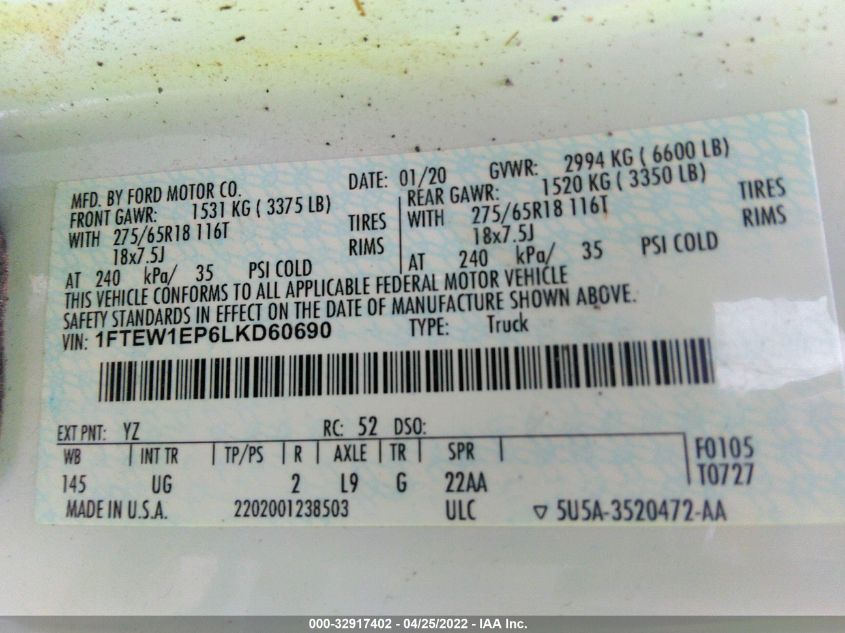 MFD. BY FORD MOTOR CO.
DATE: 01/20 GVWR: 2994 KG ( 6600 LB)
FRONT GAWR: 1531 KG ( 3375 LB)
WITH 275/65R18 116T TIRES
18x7.5J RIMS
AT 240 kPa/ 35 PSI COLD
REAR GAWR: 1520 KG ( 3350 LB)
WITH 275/65R18 116T TIRES
18x7.5J RIMS
AT 240 kPa/ 35 PSI COLD
THIS VEHICLE CONFORMS TO ALL APPLICABLE FEDERAL MOTOR VEHICLE
SAFETY STANDARDS IN EFFECT ON THE DATE OF MANUFACTURE SHOWN ABOVE.
VIN: 1FTEW1EP6LKD60690 TYPE: Truck
EXT PNT: YZ RC: 52 DSO:
WB INT TR TP/PS R AXLE TR SPR
145 UG 2 L9 G 22AA
F0105
T0727
MADE IN U.S.A. 2202001238503 ULC ▽ 5U5A-3520472-AA
000-32917402 - 04/25/2022 - IAA Inc.